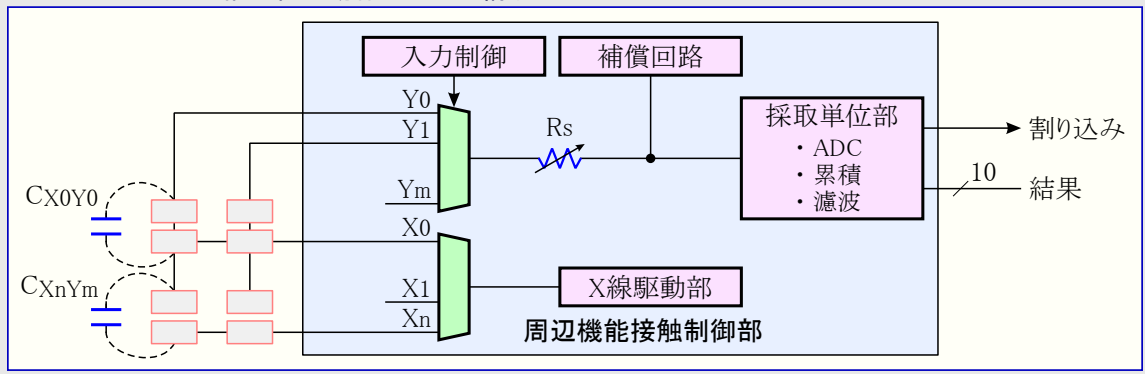 入力制御
補償回路
Y0
Y1
Ym
Rs
採取単位部
・ADC
・累積
・濾波
割り込み
10
結果
CX0Y0
CXnYm
X0
X1
Xn
X線駆動部
周辺機能接触制御部